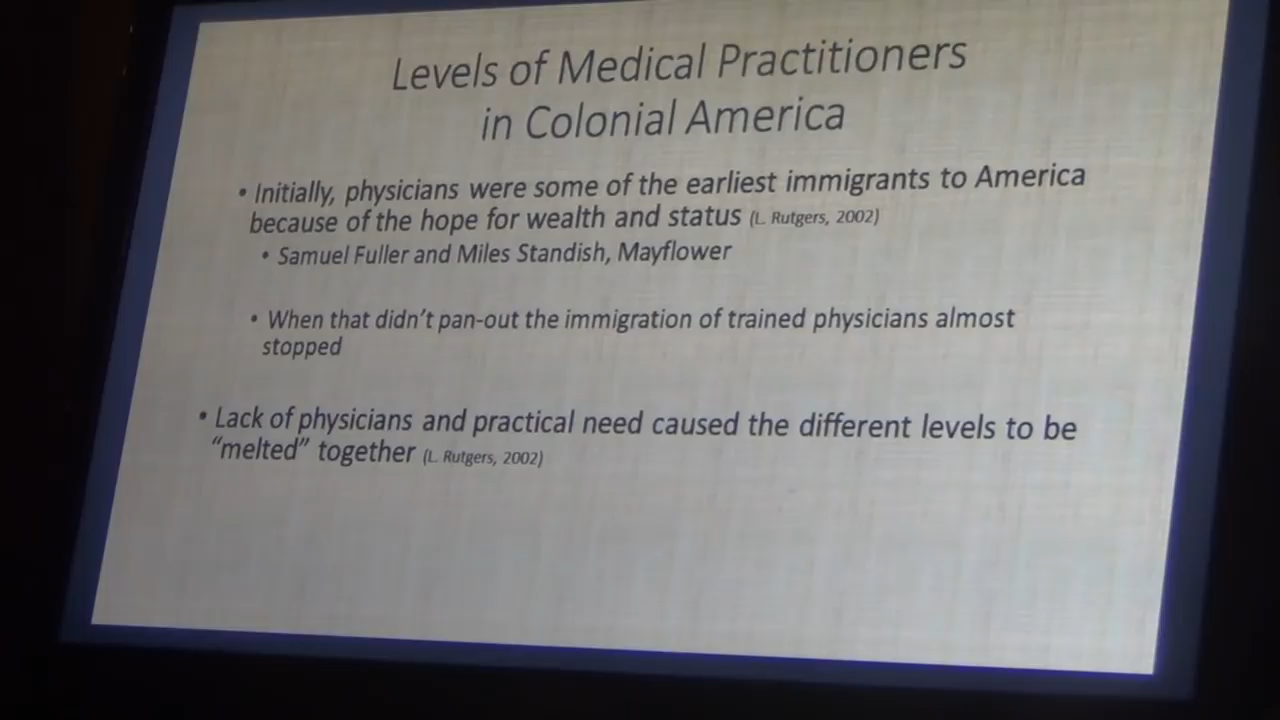 Levels of Medical Practitioners
in Colonial America
• Initially, physicians were some of the earliest immigrants to America
because of the hope for wealth and status (L. Rutgers, 2002)
• Samuel Fuller and Miles Standish, Mayflower
• When that didn't pan-out the immigration of trained physicians almost
stopped
• Lack of physicians and practical need caused the different levels to be
“melted” together (L. Rutgers, 2002)